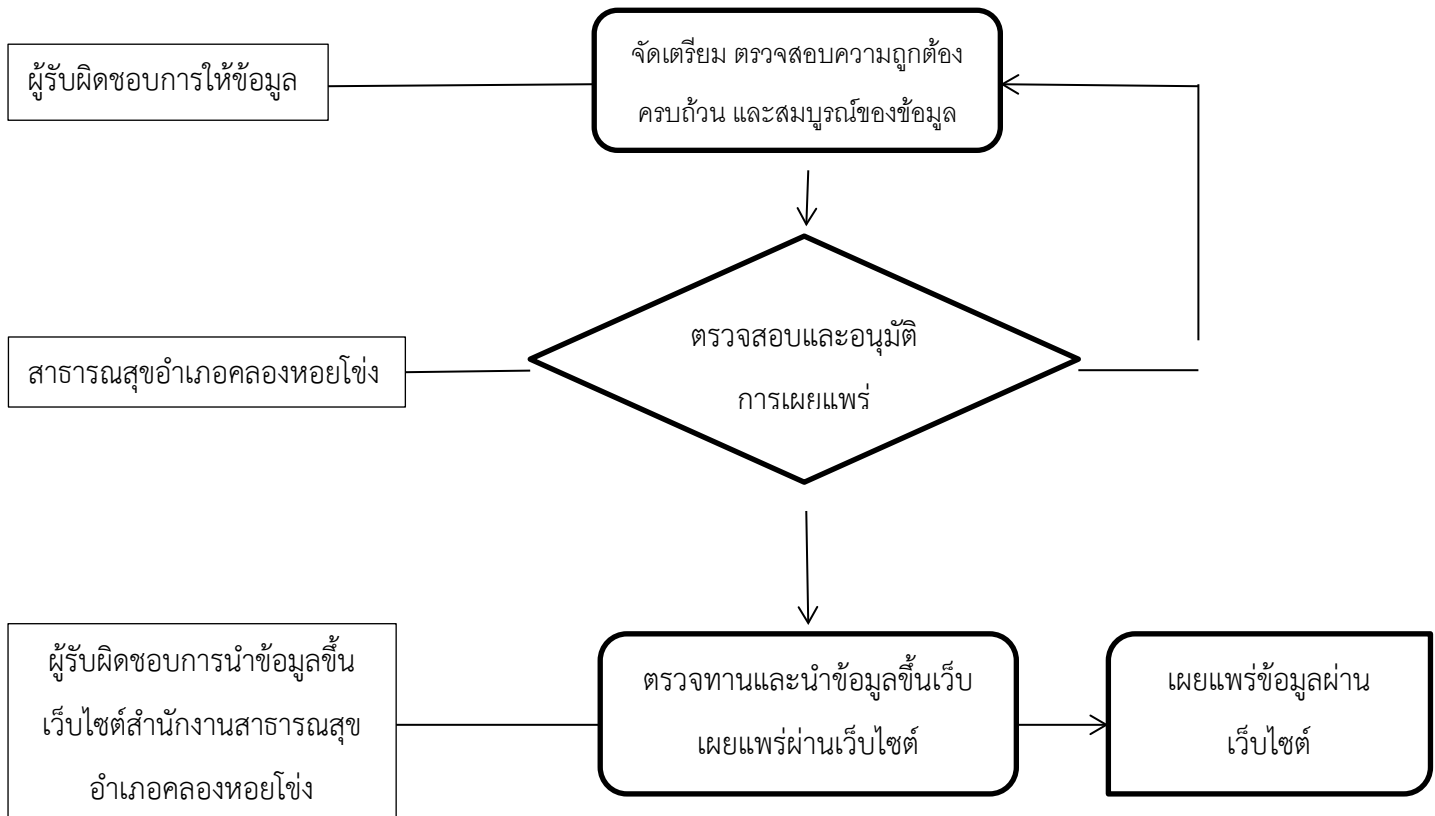 ผู้รับผิดชอบการให้ข้อมูล
จัดเตรียม ตรวจสอบความถูกต้อง
ครบถ้วน และสมบูรณ์ของข้อมูล
สาธารณสุขอำเภอคลองหอยโข่ง
ตรวจสอบและอนุมัติ
การเผยแพร่
ผู้รับผิดชอบการนำข้อมูลขึ้น
เว็บไซต์สำนักงานสาธารณสุข
อำเภอคลองหอยโข่ง
ตรวจทานและนำข้อมูลขึ้นเว็บ
เผยแพร่ผ่านเว็บไซต์
เผยแพร่ข้อมูลผ่าน
เว็บไซต์